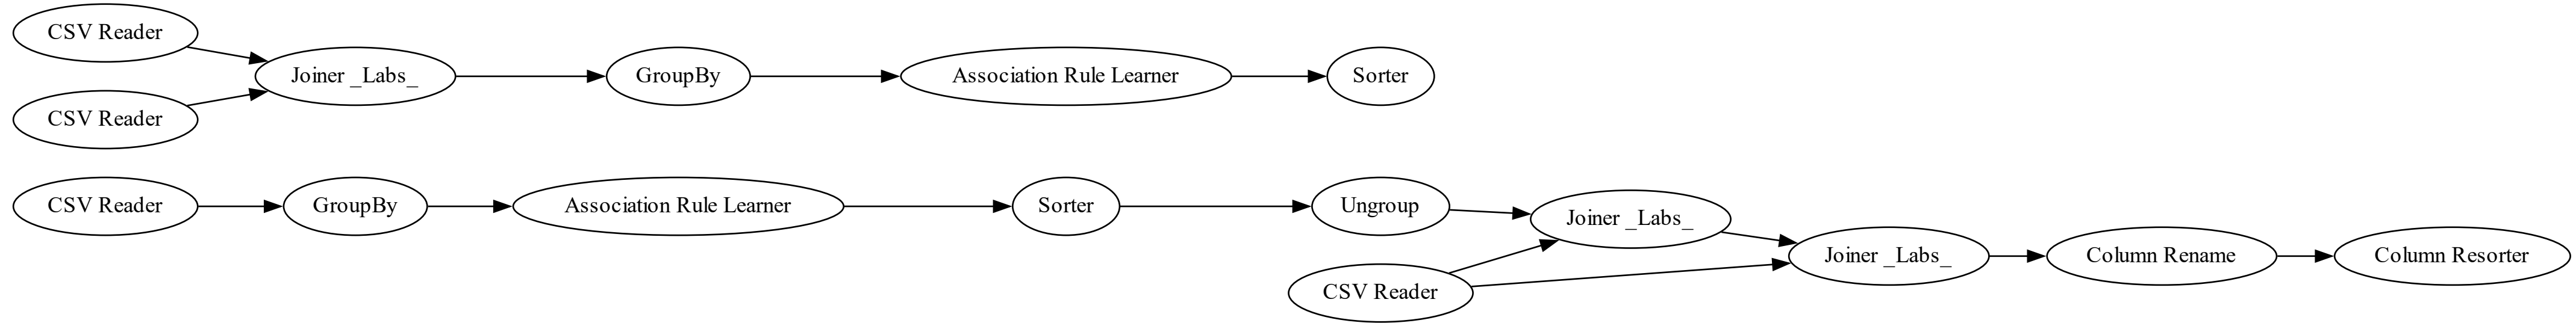 CSV Reader
CSV Reader
Joiner _Labs_
GroupBy
Association Rule Learner
Sorter
CSV Reader
GroupBy
Association Rule Learner
Sorter
Ungroup
CSV Reader
Joiner _Labs_
Joiner _Labs_
Column Rename
Column Resorter